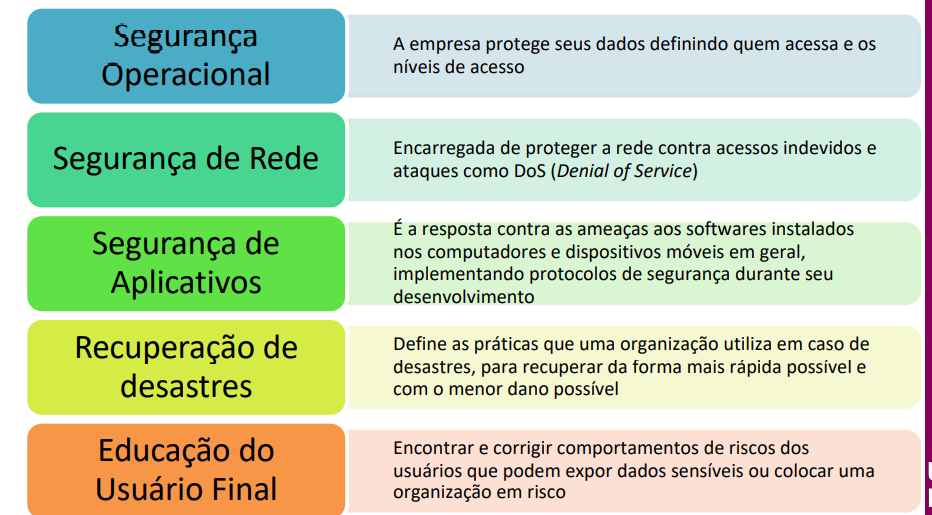 Segurança
Operacional
A empresa protege seus dados definindo quem acessa e os
níveis de acesso
Segurança de Rede
Encarregada de proteger a rede contra acessos indevidos e
ataques como DoS (Denial of Service)
Segurança de
Aplicativos
É a resposta contra as ameaças aos softwares instalados
nos computadores e dispositivos móveis em geral,
implementando protocolos de segurança durante seu
desenvolvimento
Recuperação de
desastres
Define as práticas que uma organização utiliza em caso de
desastres, para recuperar da forma mais rápida possível e
com o menor dano possível
Educação do
Usuário Final
Encontrar e corrigir comportamentos de riscos dos
usuários que podem expor dados sensíveis ou colocar uma
organização em risco